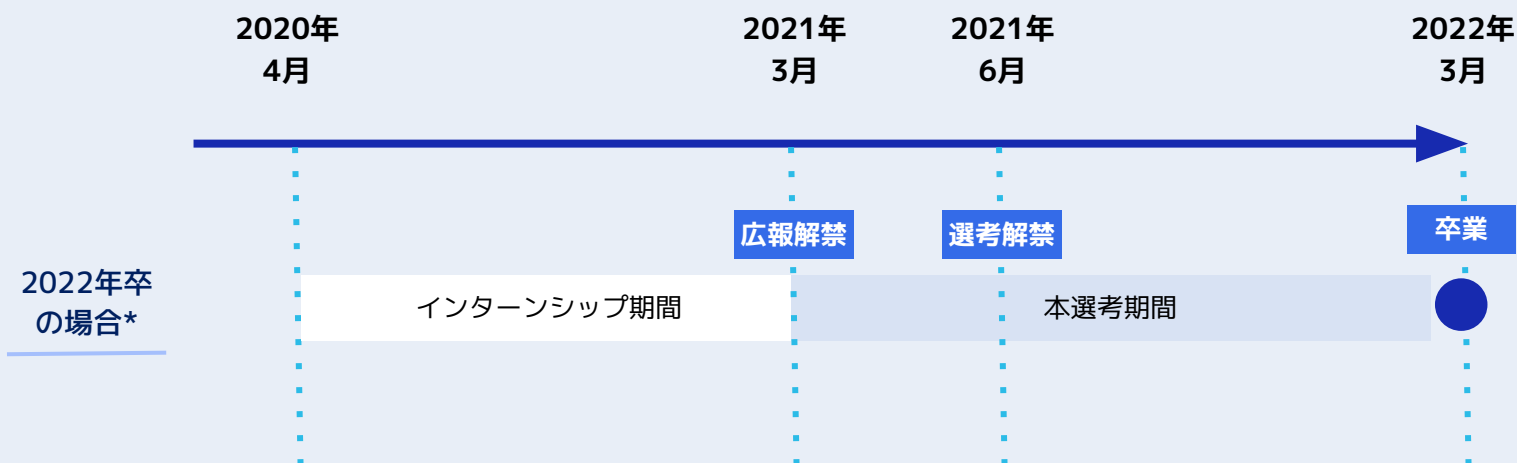 2020年
4月
2021年
3月
2021年
6月
2022年
3月
広報解禁
選考解禁
卒業
2022年卒
の場合*
インターンシップ期間
本選考期間